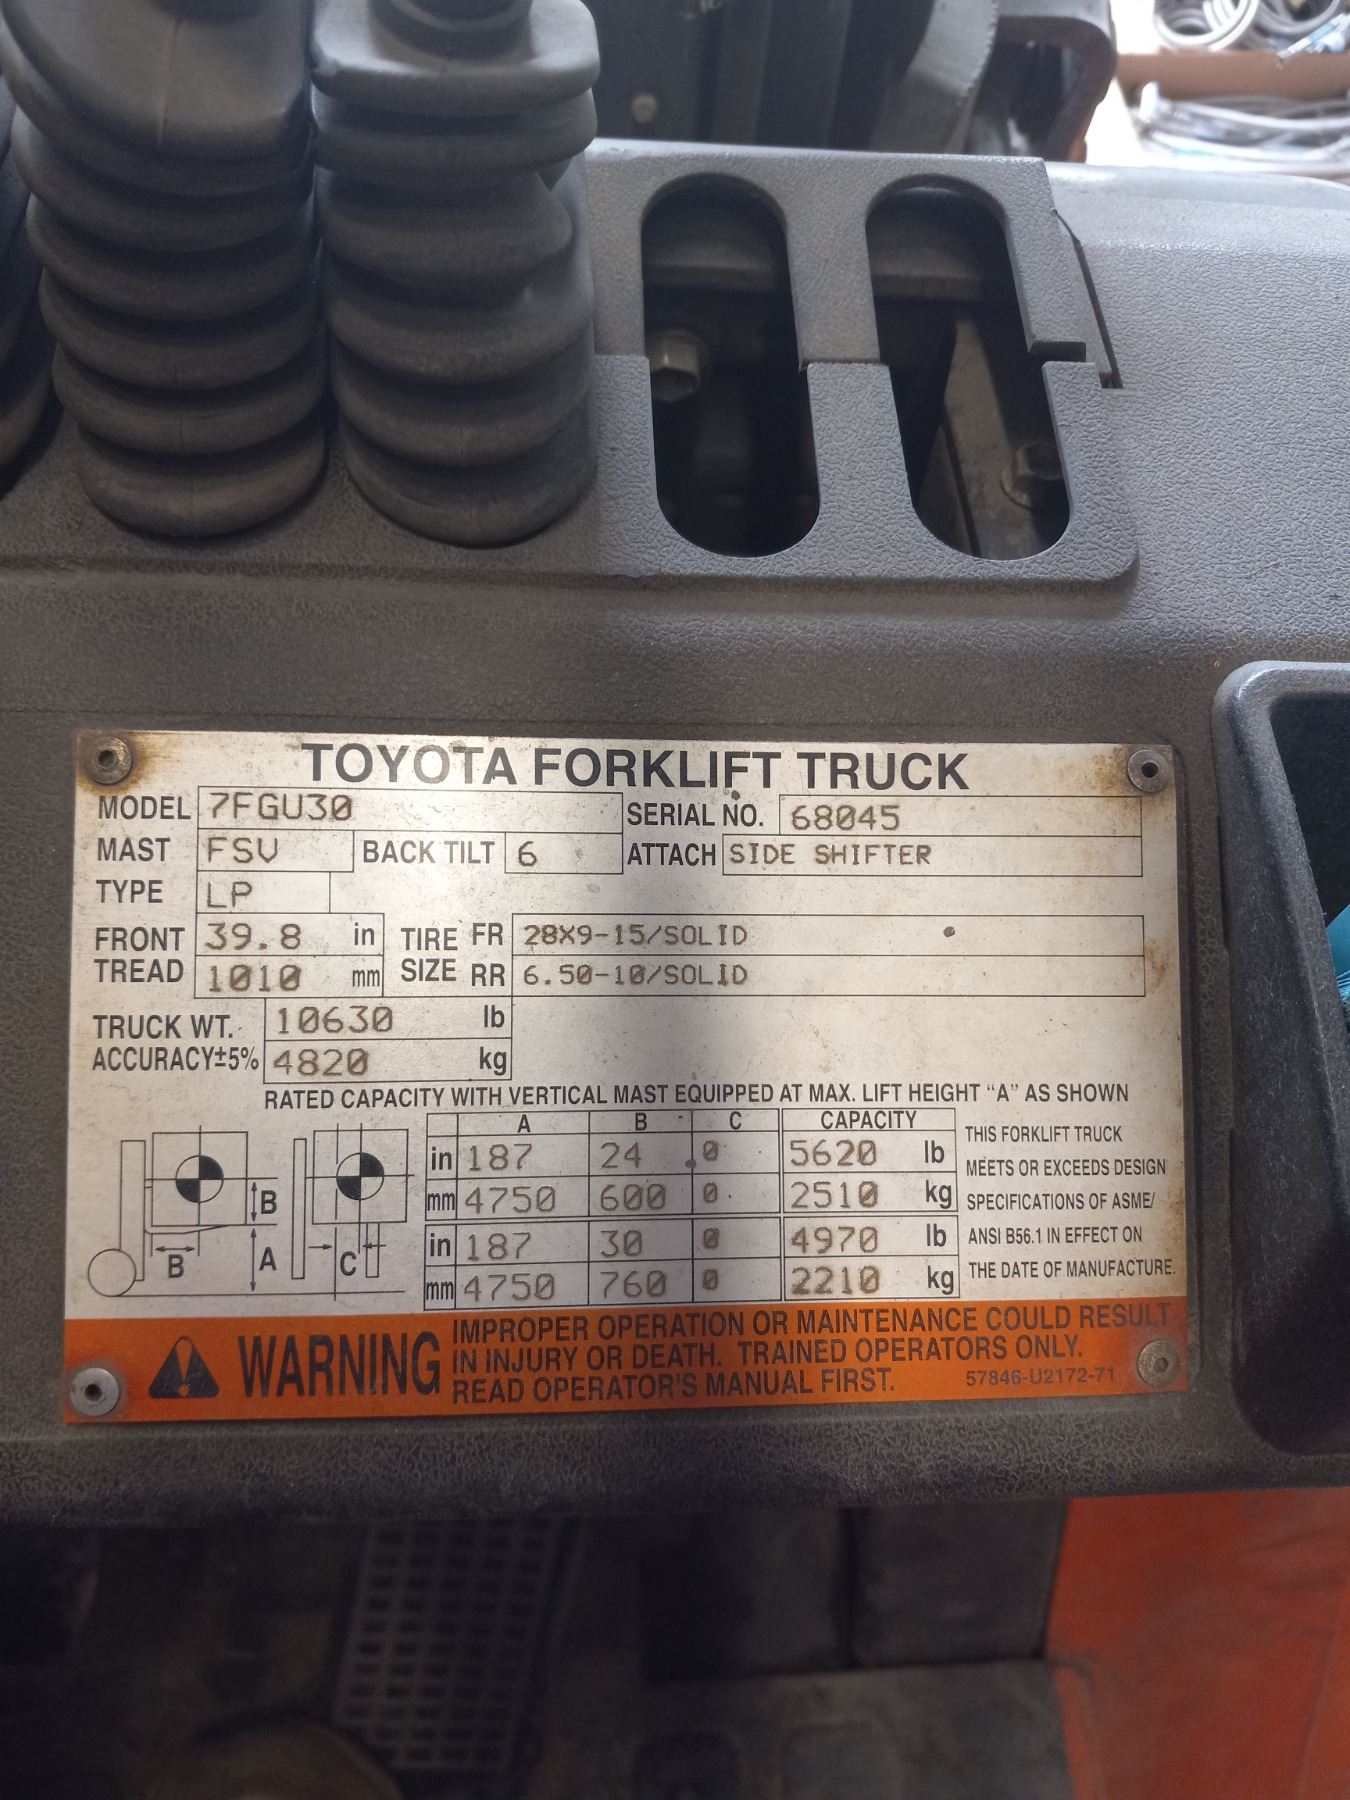 TOYOTA FORKLIFT TRUCK
MODEL 7FGU30 SERIAL NO. 68045
MAST FSV BACK TILT 6 ATTACH SIDE SHIFTER
TYPE LP
FRONT TREAD 39.8 in TIRE SIZE FR 28X9-15/SOLID
1010 mm RR 6.50-10/SOLID
TRUCK WT. 10630 lb
ACCURACY±5% 4820 kg
RATED CAPACITY WITH VERTICAL MAST EQUIPPED AT MAX. LIFT HEIGHT “A” AS SHOWN
A B C CAPACITY
in 187 24 0 5620 lb
mm 4750 600 0 2510 kg
in 187 30 0 4970 lb
mm 4750 760 0 2210 kg
B
B
A
C
THIS FORKLIFT TRUCK
MEETS OR EXCEEDS DESIGN
SPECIFICATIONS OF ASME/
ANSI B56.1 IN EFFECT ON
THE DATE OF MANUFACTURE.
WARNING
IMPROPER OPERATION OR MAINTENANCE COULD RESULT
IN INJURY OR DEATH. TRAINED OPERATORS ONLY.
READ OPERATOR'S MANUAL FIRST.
57846-U2172-71